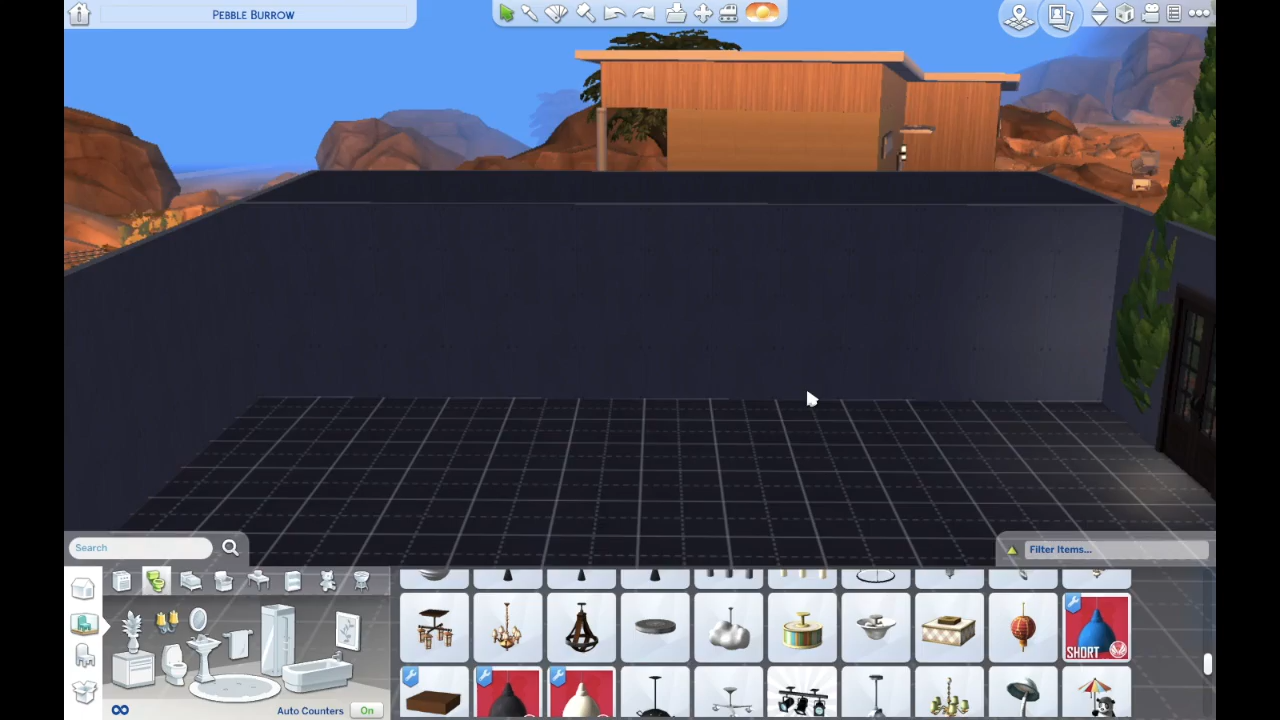 PEBBLE BURROW
Search
Filter Items...
SHORT
Auto Counters On